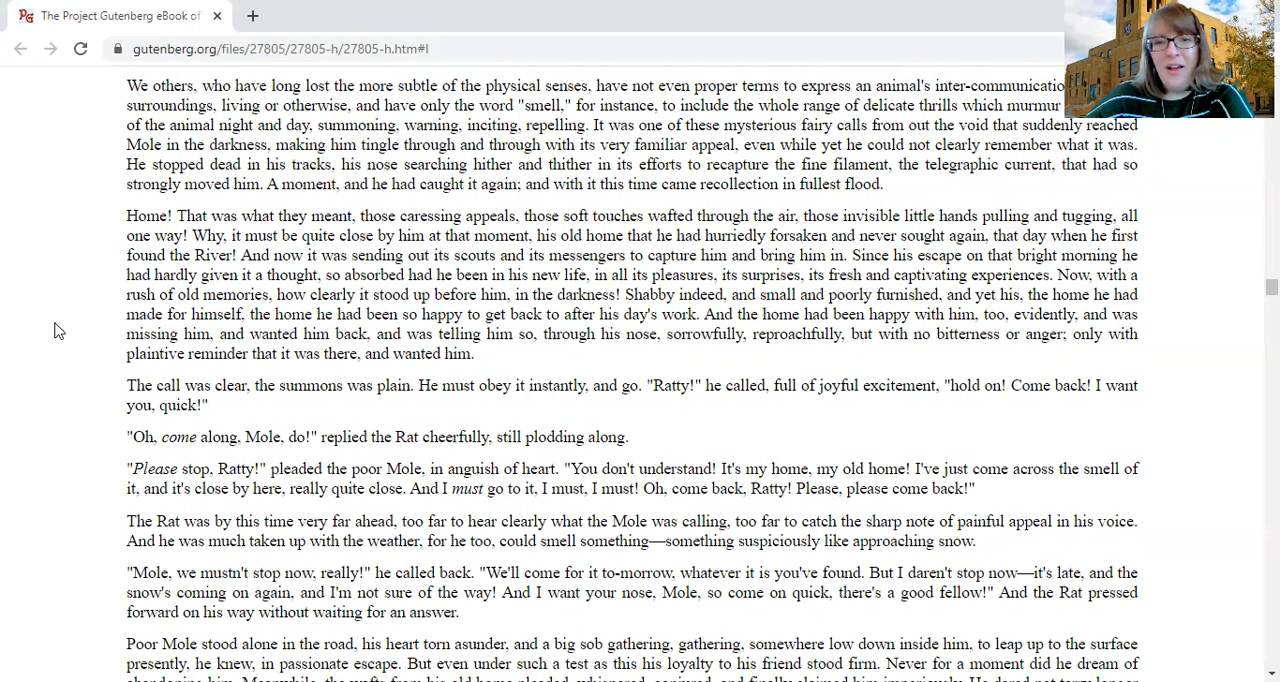 The Project Gutenberg eBook of
gutenberg.org/files/27805/27805-h/27805-h.htm#I
We others, who have long lost the more subtle of the physical senses, have not even proper terms to express an animal's inter-communicatio
surroundings, living or otherwise, and have only the word "smell," for instance, to include the whole range of delicate thrills which murmur
of the animal night and day, summoning, warning, inciting, repelling. It was one of these mysterious fairy calls from out the void that suddenly reached
Mole in the darkness, making him tingle through and through with its very familiar appeal, even while yet he could not clearly remember what it was.
He stopped dead in his tracks, his nose searching hither and thither in its efforts to recapture the fine filament, the telegraphic current, that had so
strongly moved him. A moment, and he had caught it again; and with it this time came recollection in fullest flood.
Home! That was what they meant, those caressing appeals, those soft touches wafted through the air, those invisible little hands pulling and tugging, all
one way! Why, it must be quite close by him at that moment, his old home that he had hurriedly forsaken and never sought again, that day when he first
found the River! And now it was sending out its scouts and its messengers to capture him and bring him in. Since his escape on that bright morning he
had hardly given it a thought, so absorbed had he been in his new life, in all its pleasures, its surprises, its fresh and captivating experiences. Now, with a
rush of old memories, how clearly it stood up before him, in the darkness! Shabby indeed, and small and poorly furnished, and yet his, the home he had
made for himself, the home he had been so happy to get back to after his day's work. And the home had been happy with him, too, evidently, and was
missing him, and wanted him back, and was telling him so, through his nose, sorrowfully, reproachfully, but with no bitterness or anger; only with
plaintive reminder that it was there, and wanted him.
The call was clear, the summons was plain. He must obey it instantly, and go. "Ratty!" he called, full of joyful excitement, "hold on! Come back! I want
you, quick!"
"Oh, come along, Mole, do!" replied the Rat cheerfully, still plodding along.
"Please stop, Ratty!" pleaded the poor Mole, in anguish of heart. "You don't understand! It's my home, my old home! I've just come across the smell of
it, and it's close by here, really quite close. And I must go to it, I must, I must! Oh, come back, Ratty! Please, please come back!"
The Rat was by this time very far ahead, too far to hear clearly what the Mole was calling, too far to catch the sharp note of painful appeal in his voice.
And he was much taken up with the weather, for he too, could smell something—something suspiciously like approaching snow.
"Mole, we mustn't stop now, really!" he called back. "We'll come for it to-morrow, whatever it is you've found. But I daren't stop now—it's late, and the
snow's coming on again, and I'm not sure of the way! And I want your nose, Mole, so come on quick, there's a good fellow!" And the Rat pressed
forward on his way without waiting for an answer.
Poor Mole stood alone in the road, his heart torn asunder, and a big sob gathering, gathering, somewhere low down inside him, to leap up to the surface
presently, he knew, in passionate escape. But even under such a test as this his loyalty to his friend stood firm. Never for a moment did he dream of